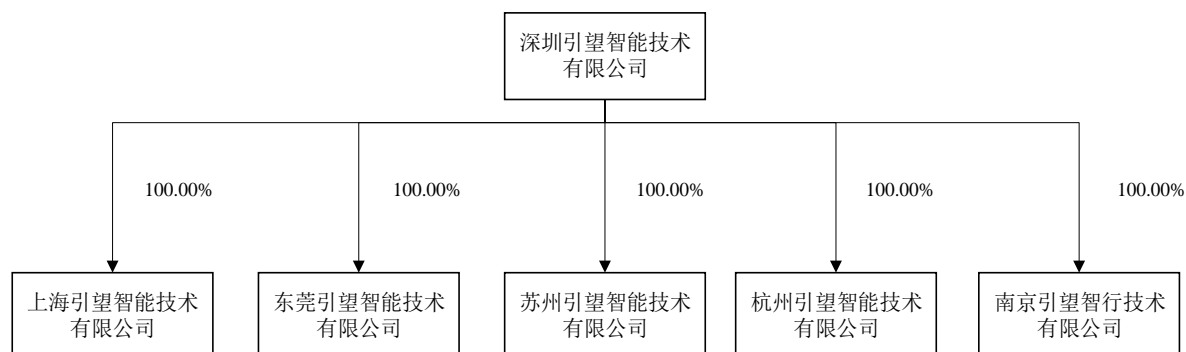 深圳引望智能技术
有限公司
100.00%
100.00%
100.00%
100.00%
100.00%
上海引望智能技术
有限公司
东莞引望智能技术
有限公司
苏州引望智能技术
有限公司
杭州引望智能技术
有限公司
南京引望智行技术
有限公司